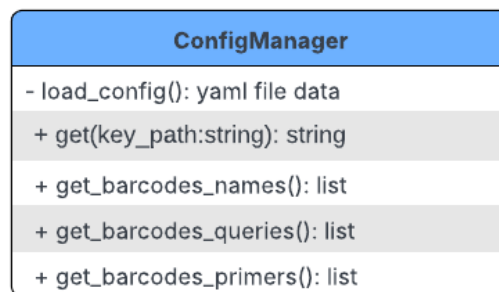 ConfigManager
- load_config(): yaml file data
+ get(key_path:string): string
+ get_barcodes_names(): list
+ get_barcodes_queries(): list
+ get_barcodes_primers(): list